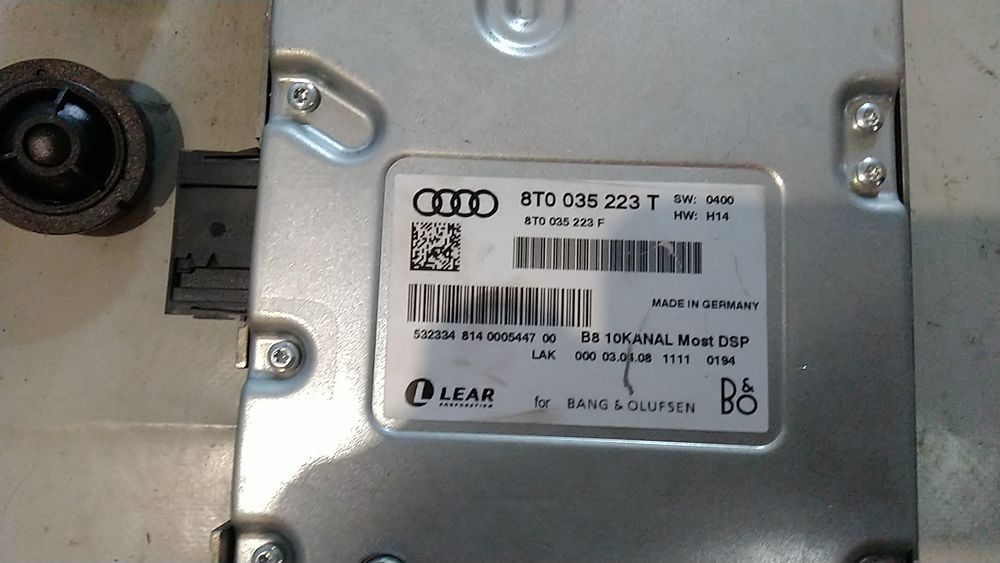 8T0 035 223 T SW: 0400
8T0 035 223 F HW: H14
MADE IN GERMANY
532334 814 0005447 00 B8 10KANAL Most DSP
LAK 000 03.04.08 1111 0194
L LEAR CORPORATION for BANG & OLUFSEN B&O